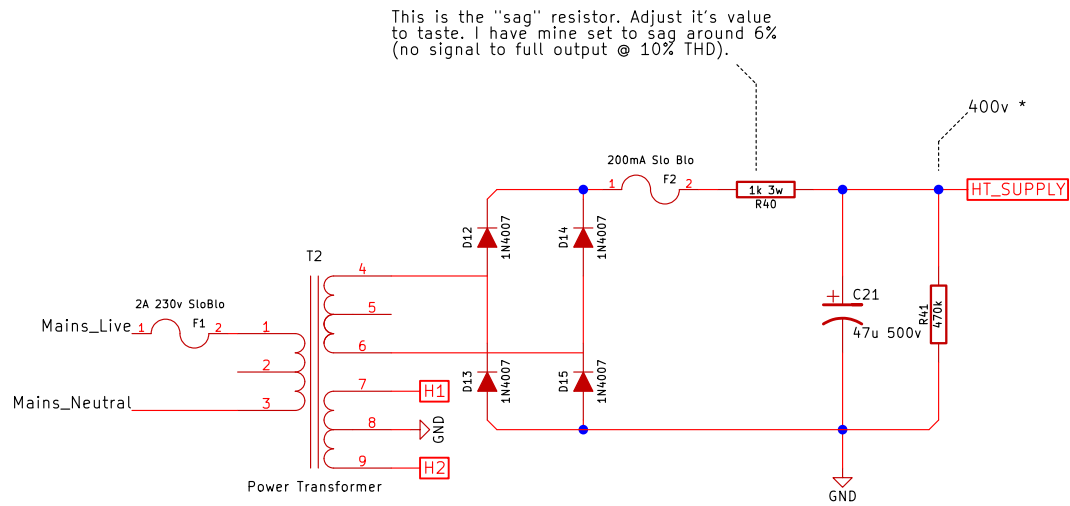 This is the "sag" resistor. Adjust it's value
to taste. I have mine set to sag around 6%
(no signal to full output @ 10% THD).
400v *
200mA Slo Blo
1 F2 2
1k 3w
R40
HT_SUPPLY
D12 1N4007
D14 1N4007
T2
4
5
6
2A 230v SloBlo
Mains_Live 1 F1 2 1
2
Mains_Neutral 3
C21
47u 500v
R41 470k
D13 1N4007
D15 1N4007
7 H1
8 GND
9 H2
Power Transformer
GND